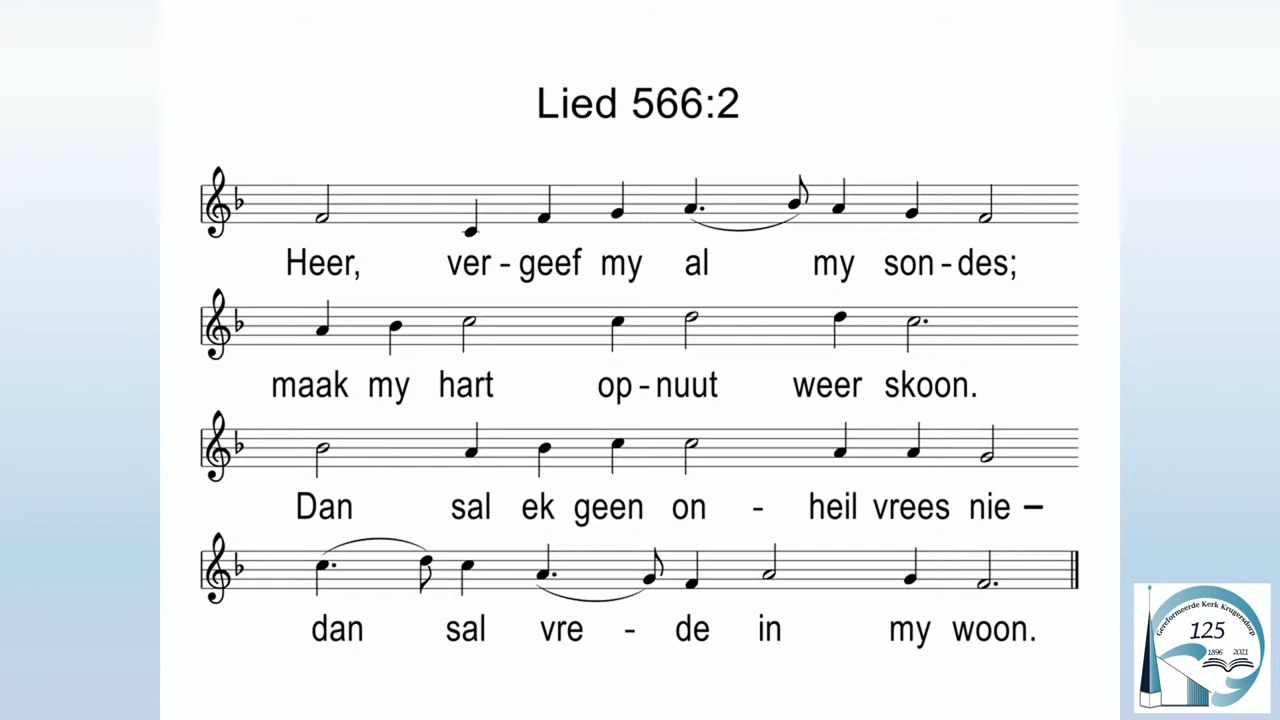 Lied 566:2
Heer, ver-geef my al my son-des;
maak my hart op-nuut weer skoon.
Dan sal ek geen on - heil vrees nie –
dan sal vre - de in my woon.
Gereformeerde Kerk Krugersdorp
125
1896 2021